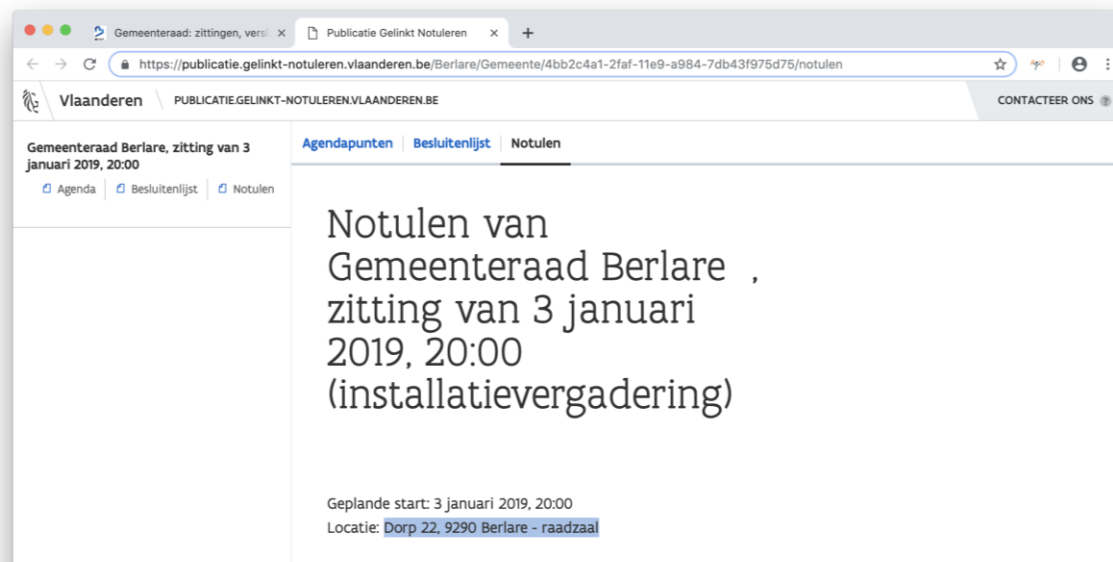 Gemeenteraad: zittingen, versl
Publicatie Gelinkt Notuleren
https://publicatie.gelinkt-notuleren.vlaanderen.be/Berlare/Gemeente/4bb2c4a1-2faf-11e9-a984-7db43f975d75/notulen
Vlaanderen
PUBLICATIE.GELINKT-NOTULEREN.VLAANDEREN.BE
CONTACTEER ONS ?
Gemeenteraad Berlare, zitting van 3
januari 2019, 20:00
Agenda
Besluitenlijst
Notulen
Agendapunten
Besluitenlijst
Notulen
Notulen van
Gemeenteraad Berlare ,
zitting van 3 januari
2019, 20:00
(installatievergadering)
Geplande start: 3 januari 2019, 20:00
Locatie: Dorp 22, 9290 Berlare - raadzaal